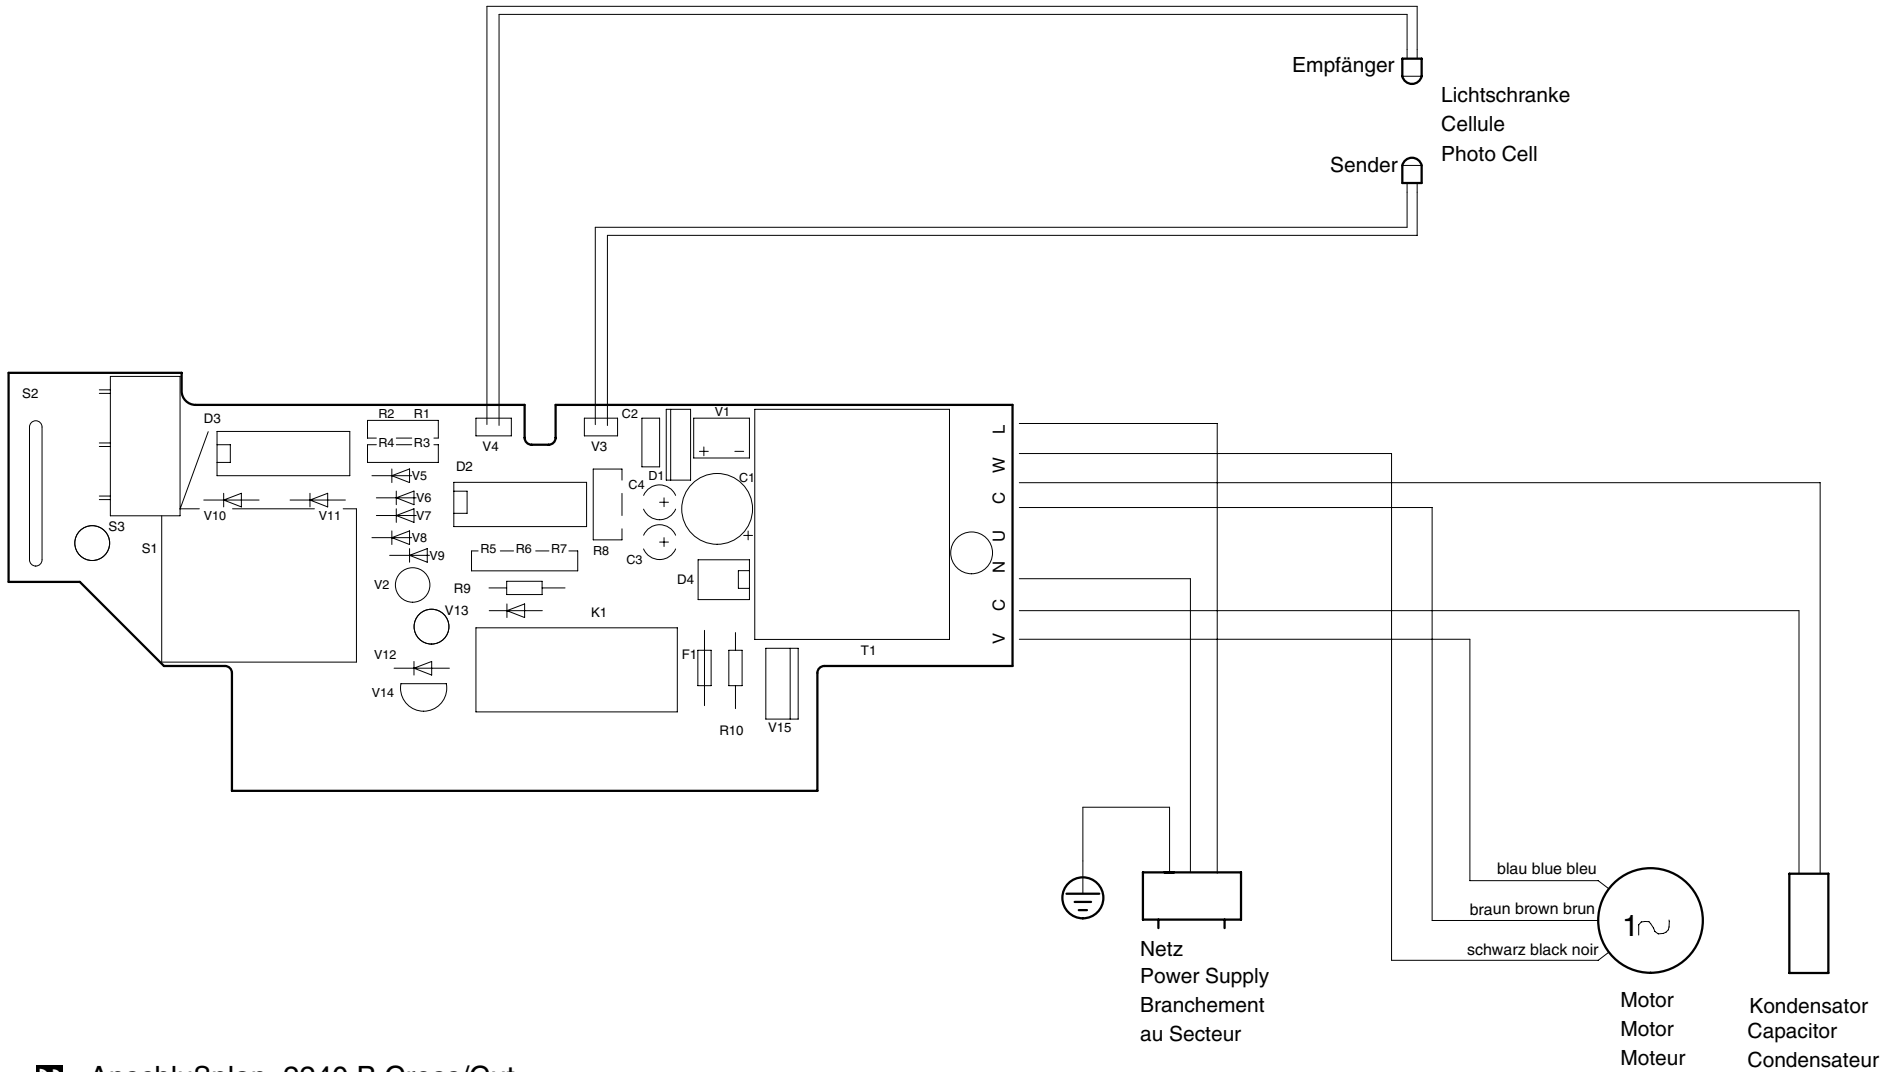 Empfänger
Lichtschranke
Cellule
Photo Cell
Sender
S2
D3
R2 R1
R4 R3
V4
V3
C2
V1
+ −
L
W
C
U
N
C
V
V5
V6
V7
V8
V9
D2
D1
C4
+
C1
+
C3
+
V10
V11
S3
S1
R5 R6 R7
R8
D4
V2
R9
V13
K1
V12
V14
F1
T1
R10
V15
blau blue bleu
braun brown brun
schwarz black noir
1
Netz
Power Supply
Branchement
au Secteur
Motor
Motor
Moteur
Kondensator
Capacitor
Condensateur